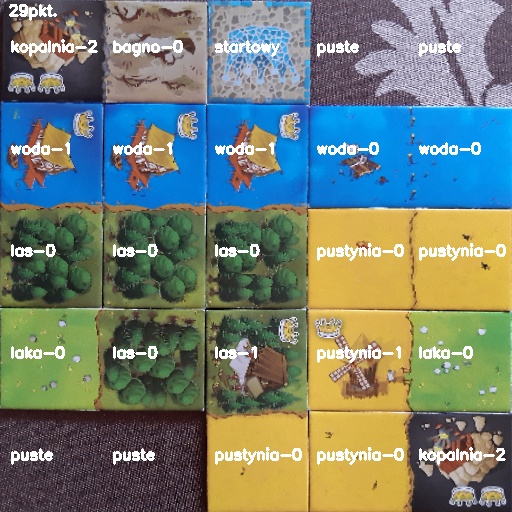 29pkt.
kopalnia-2 bagno-0 startowy puste puste
woda-1 woda-1 woda-1 woda-0 woda-0
las-0 las-0 las-0 pustynia-0 pustynia-0
laka-0 las-0 las-1 pustynia-1 laka-0
puste puste pustynia-0 pustynia-0 kopalnia-2